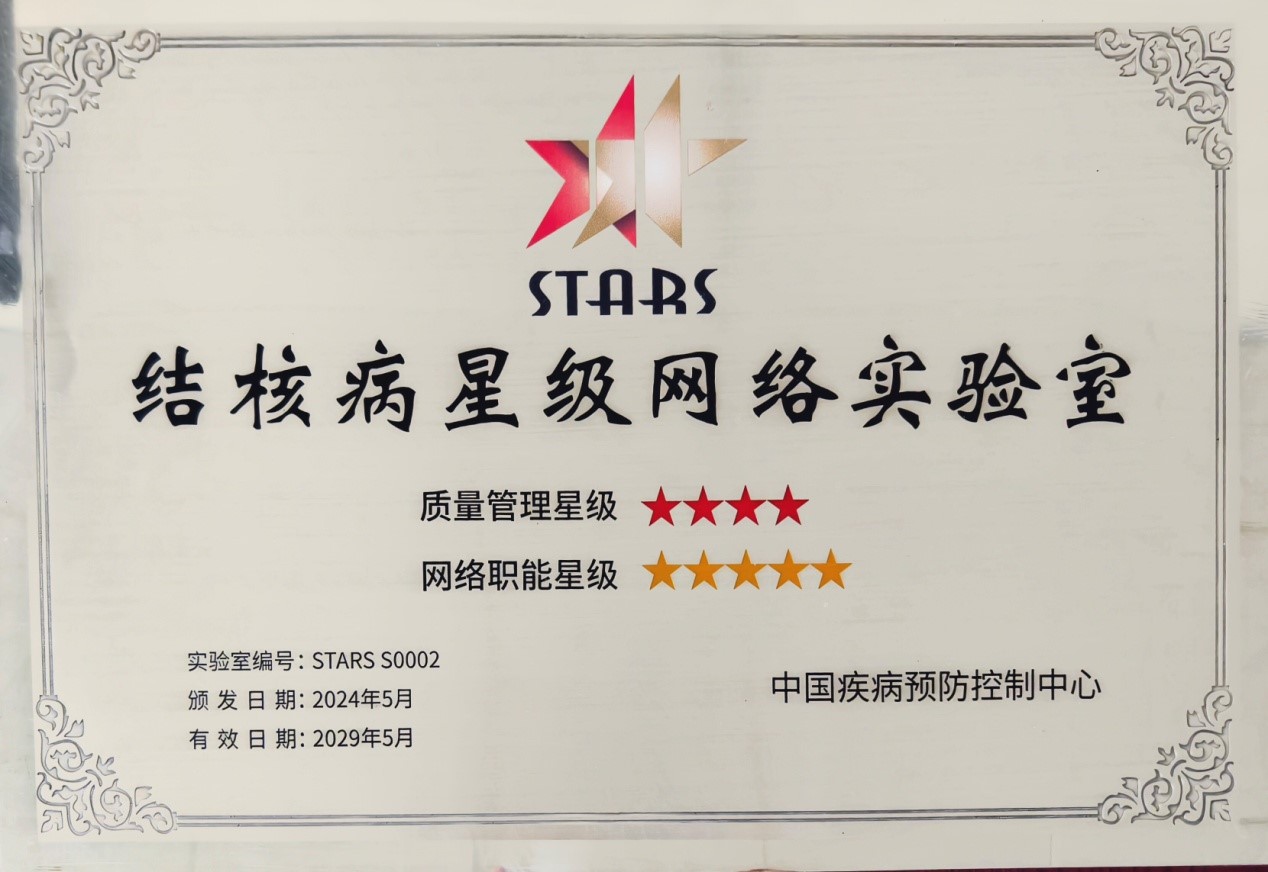 STARS
结核病星级网络实验室
质量管理星级 ★★★★
网络职能星级 ★★★★★
实验室编号：STARS S0002
颁发日期：2024年5月
有效日期：2029年5月
中国疾病预防控制中心